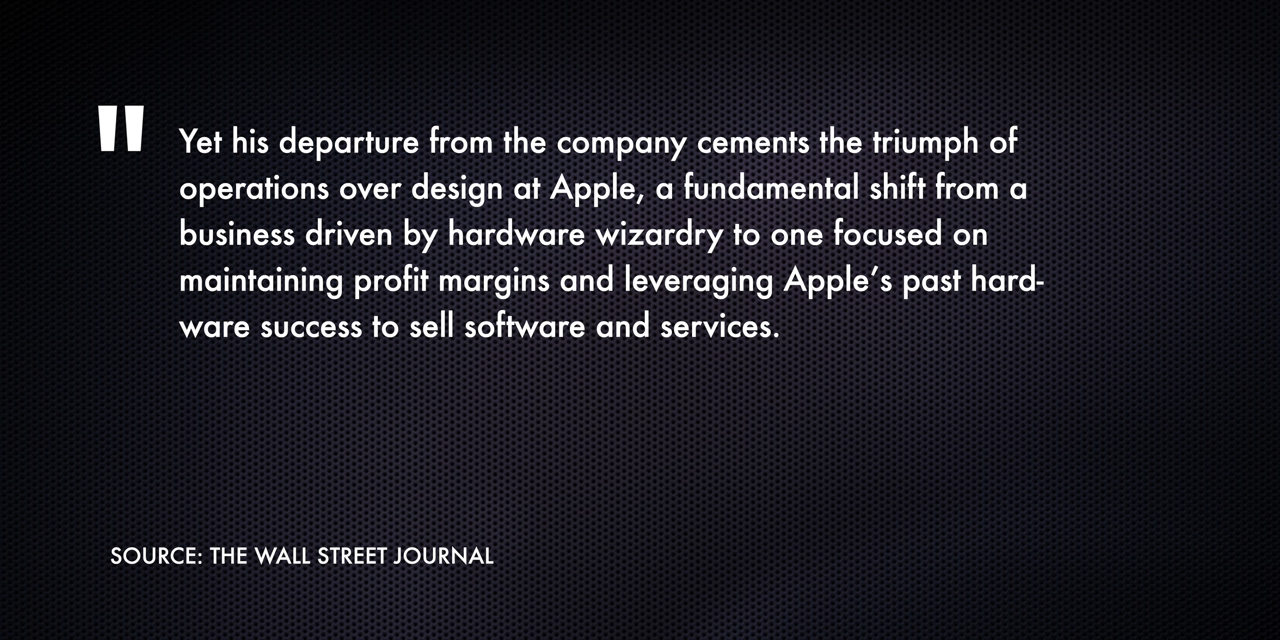 " Yet his departure from the company cements the triumph of
operations over design at Apple, a fundamental shift from a
business driven by hardware wizardry to one focused on
maintaining profit margins and leveraging Apple’s past hard-
ware success to sell software and services.
SOURCE: THE WALL STREET JOURNAL